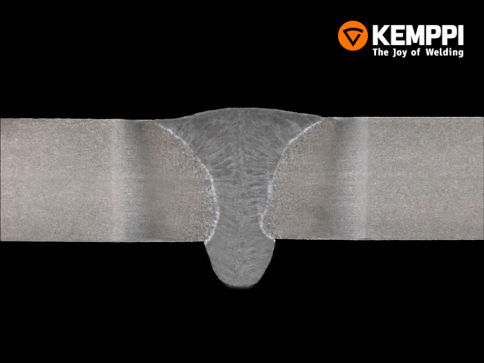 KEMPPI
The Joy of Welding